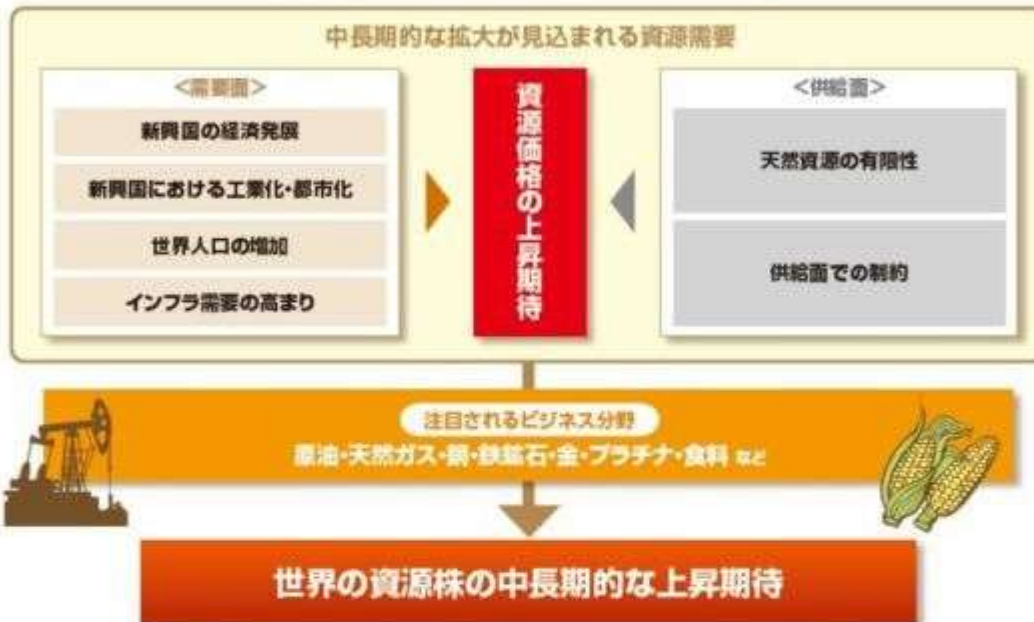 中長期的な拡大が見込まれる資源需要
＜需要面＞
新興国の経済発展
新興国における工業化・都市化
世界人口の増加
インフラ需要の高まり
資源価格の上昇期待
＜供給面＞
天然資源の有限性
供給面での制約
注目されるビジネス分野
原油・天然ガス・銅・鉄鉱石・金・プラチナ・食料 など
世界の資源株の中長期的な上昇期待